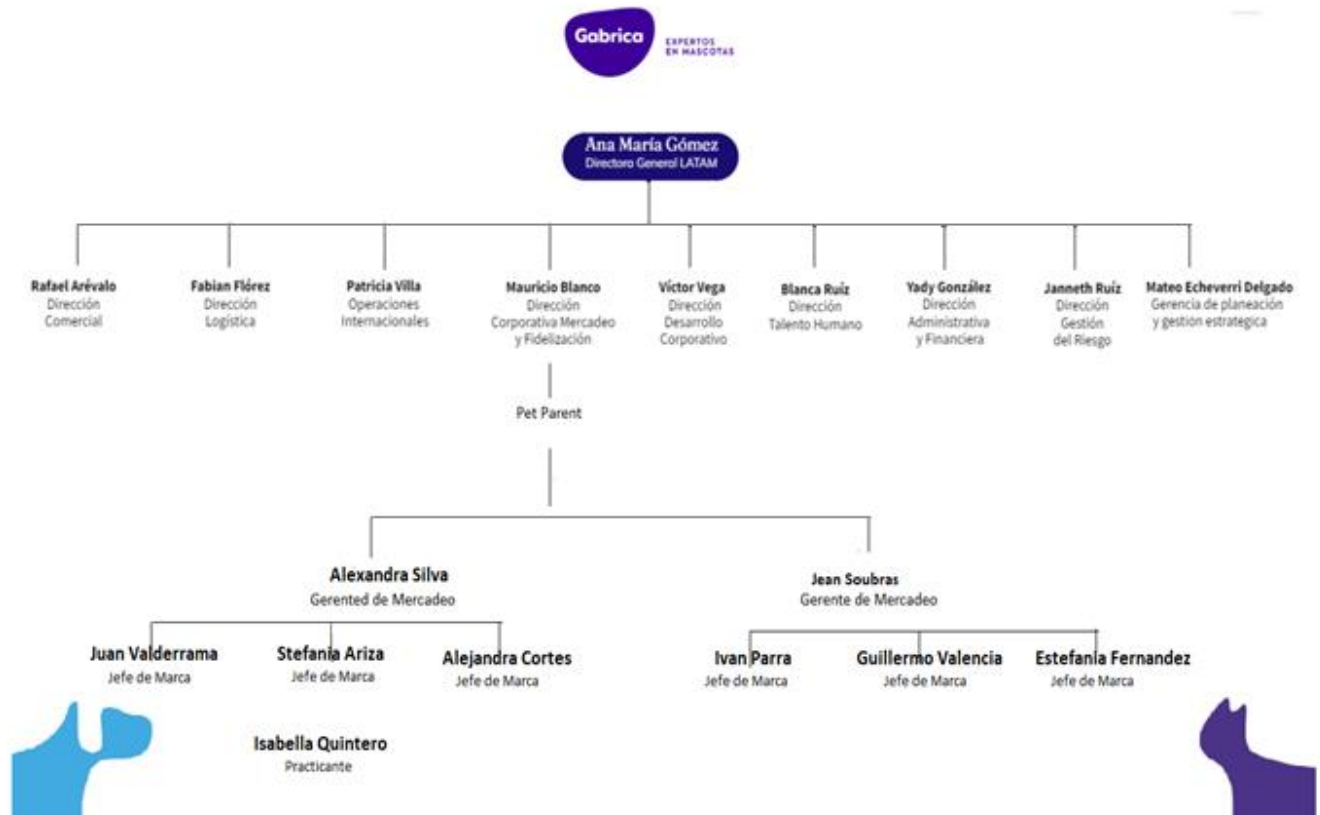 Gabrica
EXPERTOS
EN MASCOTAS
Ana María Gómez
Directora General LATAM
Rafael Arévalo
Dirección
Comercial
Fabian Flórez
Dirección
Logística
Patricia Villa
Operaciones
Internacionales
Mauricio Blanco
Dirección
Corporativa Mercadeo
y Fidelización
Víctor Vega
Dirección
Desarrollo
Corporativo
Blanca Ruíz
Dirección
Talento Humano
Yady González
Dirección
Administrativa
y Financiera
Janneth Ruíz
Dirección
Gestión
del Riesgo
Mateo Echeverri Delgado
Gerencia de planeación
y gestion estrategica
Pet Parent
Alexandra Silva
Gerented de Mercadeo
Jean Soubras
Gerente de Mercadeo
Juan Valderrama
Jefe de Marca
Stefania Ariza
Jefe de Marca
Alejandra Cortes
Jefe de Marca
Ivan Parra
Jefe de Marca
Guillermo Valencia
Jefe de Marca
Estefania Fernandez
Jefe de Marca
Isabella Quintero
Practicante